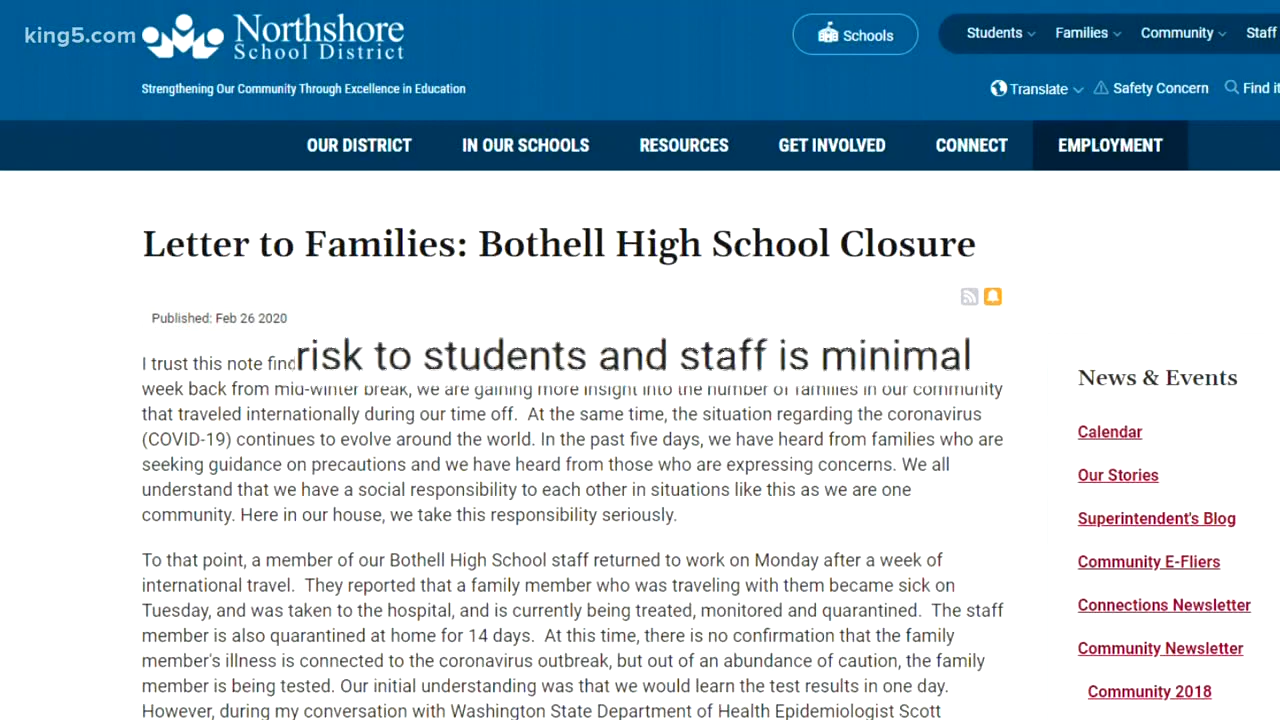 king5.com
Northshore
School District
Schools
Students
Families
Community
Staff
Strengthening Our Community Through Excellence in Education
Translate
Safety Concern
Find it
OUR DISTRICT
IN OUR SCHOOLS
RESOURCES
GET INVOLVED
CONNECT
EMPLOYMENT
Letter to Families: Bothell High School Closure
Published: Feb 26 2020
I trust this note find
risk to students and staff is minimal
week back from mid-winter break, we are gaining more insight into the number of families in our community
that traveled internationally during our time off.  At the same time, the situation regarding the coronavirus
(COVID-19) continues to evolve around the world. In the past five days, we have heard from families who are
seeking guidance on precautions and we have heard from those who are expressing concerns. We all
understand that we have a social responsibility to each other in situations like this as we are one
community. Here in our house, we take this responsibility seriously.
To that point, a member of our Bothell High School staff returned to work on Monday after a week of
international travel.  They reported that a family member who was traveling with them became sick on
Tuesday, and was taken to the hospital, and is currently being treated, monitored and quarantined.  The staff
member is also quarantined at home for 14 days.  At this time, there is no confirmation that the family
member's illness is connected to the coronavirus outbreak, but out of an abundance of caution, the family
member is being tested. Our initial understanding was that we would learn the test results in one day.
However, during my conversation with Washington State Department of Health Epidemiologist Scott
News & Events
Calendar
Our Stories
Superintendent's Blog
Community E-Fliers
Connections Newsletter
Community Newsletter
Community 2018